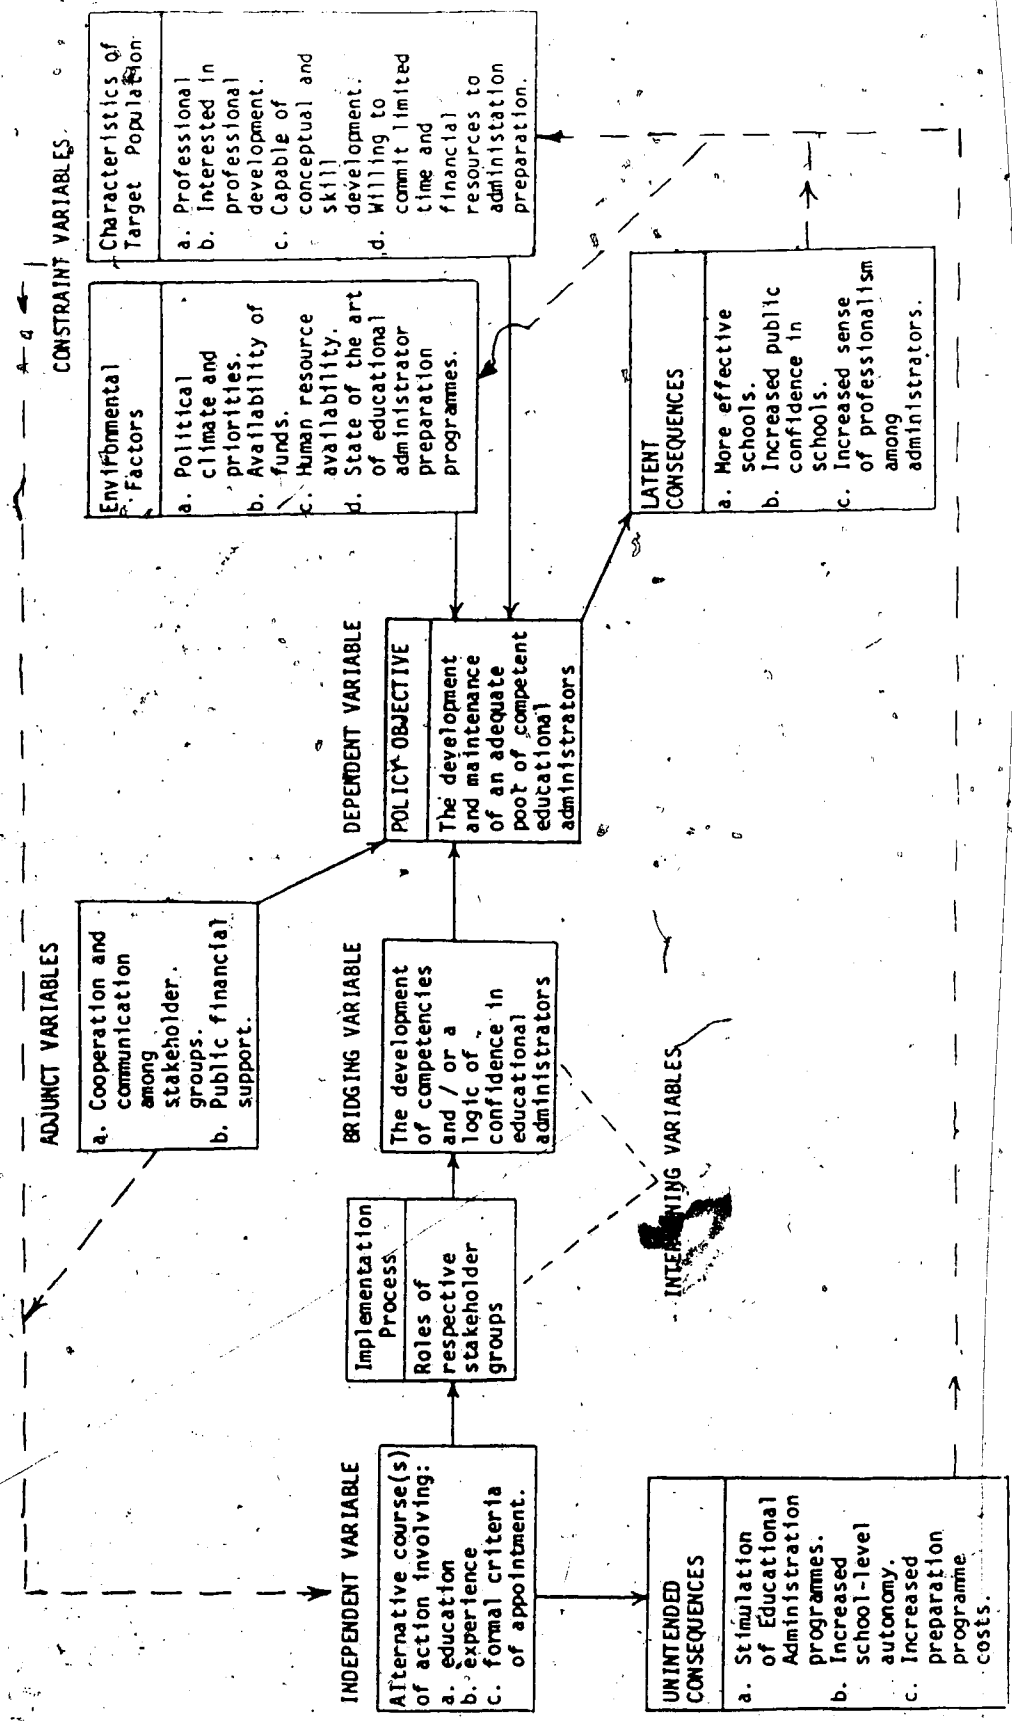 INDEPENDENT VARIABLE
Alternative course(s)
of action involving:
a. education
b. experience
c. formal criteria
of appointment.
UNINTENDED
CONSEQUENCES
a. Stimulation
of Educational
Administration
programmes.
b. Increased
school-level
autonomy.
c. Increased
preparation
programme
costs.
Implementation
Process
Roles of
respective
stakeholder
groups
ADJUNCT VARIABLES
a. Cooperation and
communication
among
stakeholder.
groups.
b. Public financial
support.
BRIDGING VARIABLE
The development
of competencies
and / or a
logic of
confidence in
educational
administrators
VARIABLES
DEPENDENT VARIABLE
POLICY OBJECTIVE
The development
and maintenance
of an adequate
pool of competent
educational
administrators
CONSTRAINT VARIABLES
Environmental
Factors
a. Political
climate and
priorities.
b. Availability of
funds.
c. Human resource
availability.
d. State of the art
of educational
administrator
preparation
programmes.
Characteristics of
Target Population
a. Professional
b. Interested in
professional
development.
c. Capable of
conceptual and
skill
development.
d. Willing to
commit limited
time and
financial
resources to
administation
preparation.
LATENT
CONSEQUENCES
a. More effective
schools.
b. Increased public
confidence in
schools.
c. Increased sense
of professionalism
among
administrators.